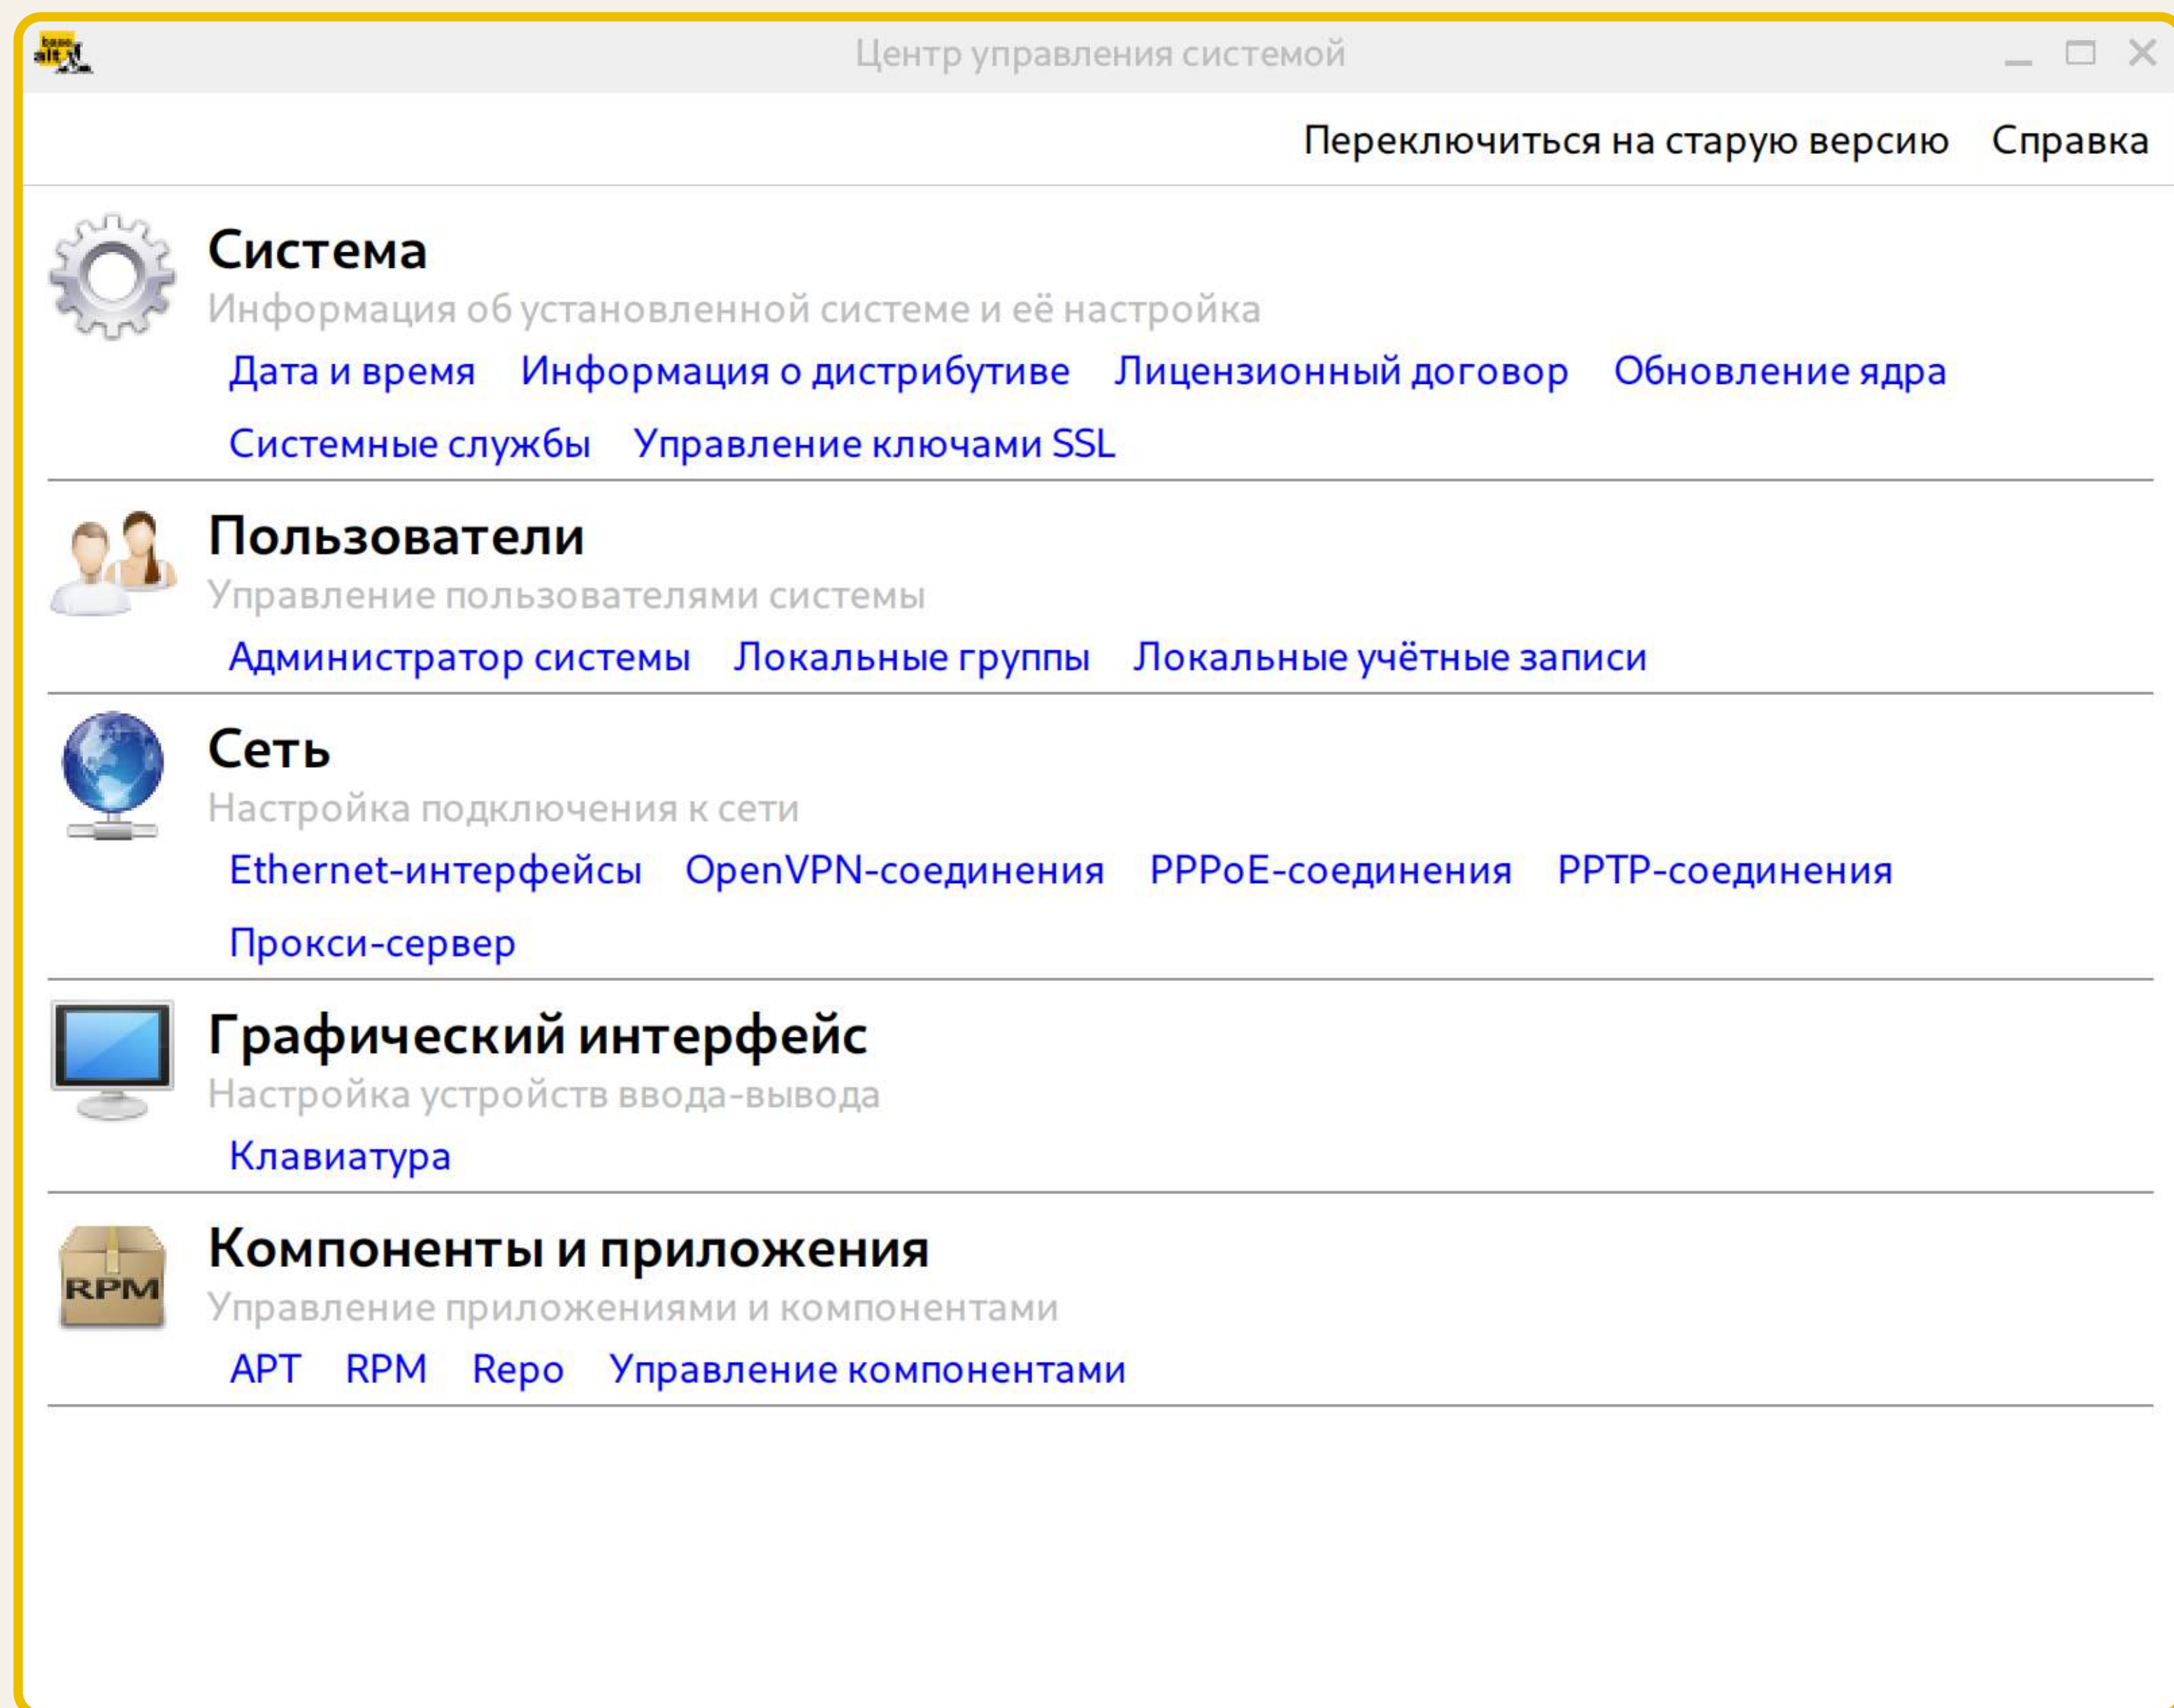 базальт
Центр управления системой
Переключиться на старую версию Справка
Система
Информация об установленной системе и её настройка
Дата и время Информация о дистрибутиве Лицензионный договор Обновление ядра
Системные службы Управление ключами SSL
Пользователи
Управление пользователями системы
Администратор системы Локальные группы Локальные учётные записи
Сеть
Настройка подключения к сети
Ethernet-интерфейсы OpenVPN-соединения PPPoE-соединения PPTP-соединения
Прокси-сервер
Графический интерфейс
Настройка устройств ввода-вывода
Клавиатура
RPM
Компоненты и приложения
Управление приложениями и компонентами
APT RPM Repo Управление компонентами